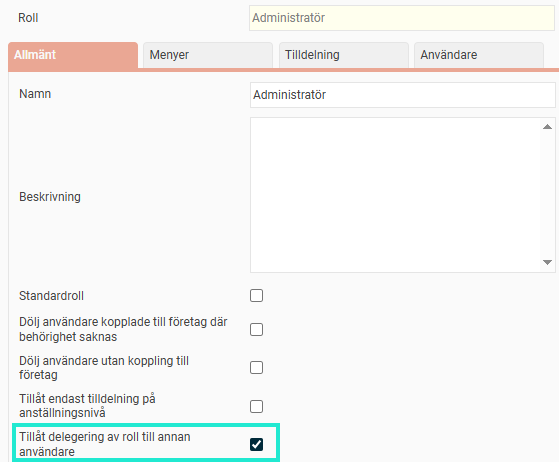 Roll Administratör
Allmänt Menyer Tilldelning Användare
Namn Administratör
Beskrivning
Standardroll
Dölj användare kopplade till företag där
behörighet saknas
Dölj användare utan koppling till
företag
Tillåt endast tilldelning på
anställningsnivå
Tillåt delegering av roll till annan
användare